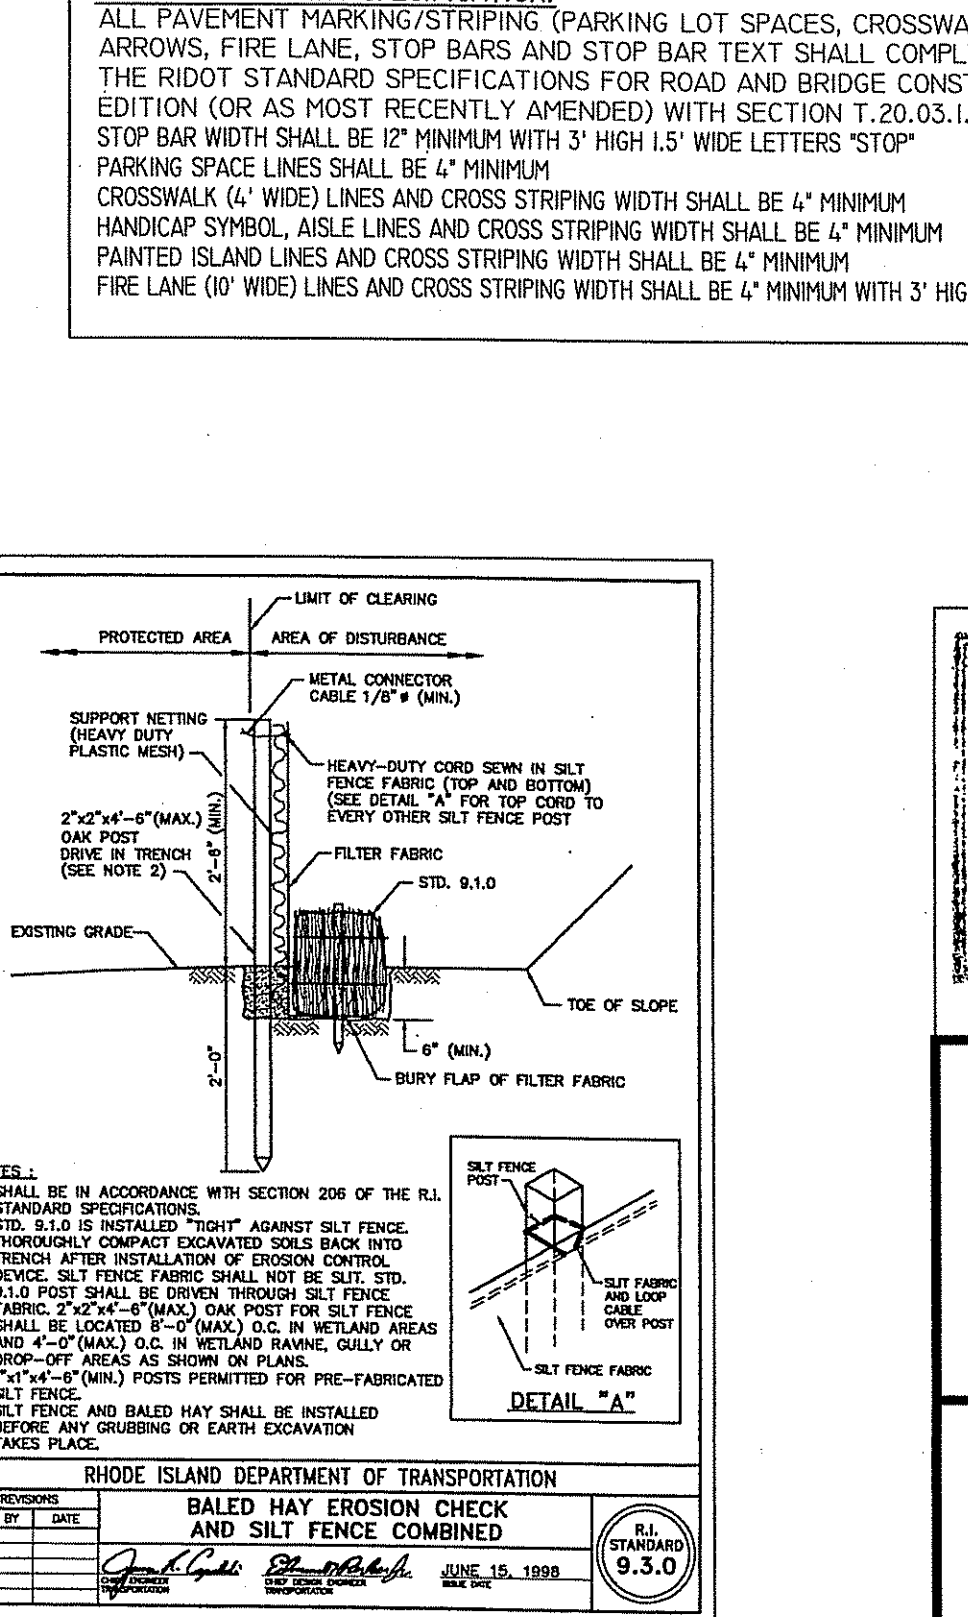 ALL PAVEMENT MARKING/STRIPING (PARKING LOT SPACES, CROSSWA
ARROWS, FIRE LANE, STOP BARS AND STOP BAR TEXT SHALL COMPL
THE RIDOT STANDARD SPECIFICATIONS FOR ROAD AND BRIDGE CONS
EDITION (OR AS MOST RECENTLY AMENDED) WITH SECTION T.20.03.I.
STOP BAR WIDTH SHALL BE 12" MINIMUM WITH 3' HIGH 1.5' WIDE LETTERS "STOP"
PARKING SPACE LINES SHALL BE 4" MINIMUM
CROSSWALK (4' WIDE) LINES AND CROSS STRIPING WIDTH SHALL BE 4" MINIMUM
HANDICAP SYMBOL, AISLE LINES AND CROSS STRIPING WIDTH SHALL BE 4" MINIMUM
PAINTED ISLAND LINES AND CROSS STRIPING WIDTH SHALL BE 4" MINIMUM
FIRE LANE (10' WIDE) LINES AND CROSS STRIPING WIDTH SHALL BE 4" MINIMUM WITH 3' HIG
LIMIT OF CLEARING
PROTECTED AREA
AREA OF DISTURBANCE
METAL CONNECTOR
CABLE 1/8" ø (MIN.)
SUPPORT NETTING
(HEAVY DUTY
PLASTIC MESH)
HEAVY-DUTY CORD SEWN IN SILT
FENCE FABRIC (TOP AND BOTTOM)
(SEE DETAIL "A" FOR TOP CORD TO
EVERY OTHER SILT FENCE POST
2"x2"x4'-6"(MAX.)
OAK POST
DRIVE IN TRENCH
(SEE NOTE 2)
2'-6" (MIN.)
FILTER FABRIC
STD. 9.1.0
EXISTING GRADE
TOE OF SLOPE
6" (MIN.)
2'-0"
BURY FLAP OF FILTER FABRIC
TES :
SHALL BE IN ACCORDANCE WITH SECTION 206 OF THE R.I.
STANDARD SPECIFICATIONS.
STD. 9.1.0 IS INSTALLED "TIGHT" AGAINST SILT FENCE.
THOROUGHLY COMPACT EXCAVATED SOILS BACK INTO
TRENCH AFTER INSTALLATION OF EROSION CONTROL
DEVICE. SILT FENCE FABRIC SHALL NOT BE SLIT. STD.
9.1.0 POST SHALL BE DRIVEN THROUGH SILT FENCE
FABRIC. 2"x2"x4'-6"(MAX.) OAK POST FOR SILT FENCE
SHALL BE LOCATED 8'-0"(MAX.) O.C. IN WETLAND AREAS
AND 4'-0"(MAX.) O.C. IN WETLAND RAVINE, GULLY OR
DROP-OFF AREAS AS SHOWN ON PLANS.
"x1"x4'-6"(MIN.) POSTS PERMITTED FOR PRE-FABRICATED
SILT FENCE.
SILT FENCE AND BALED HAY SHALL BE INSTALLED
BEFORE ANY GRUBBING OR EARTH EXCAVATION
TAKES PLACE.
SILT FENCE
POST
SLIT FABRIC
AND LOOP
CABLE
OVER POST
SILT FENCE FABRIC
DETAIL "A"
RHODE ISLAND DEPARTMENT OF TRANSPORTATION
REVISIONS
BY DATE
BALED HAY EROSION CHECK
AND SILT FENCE COMBINED
CHIEF ENGINEER
TRANSPORTATION
CHIEF DESIGN ENGINEER
TRANSPORTATION
JUNE 15, 1998
ISSUE DATE
R.I.
STANDARD
9.3.0